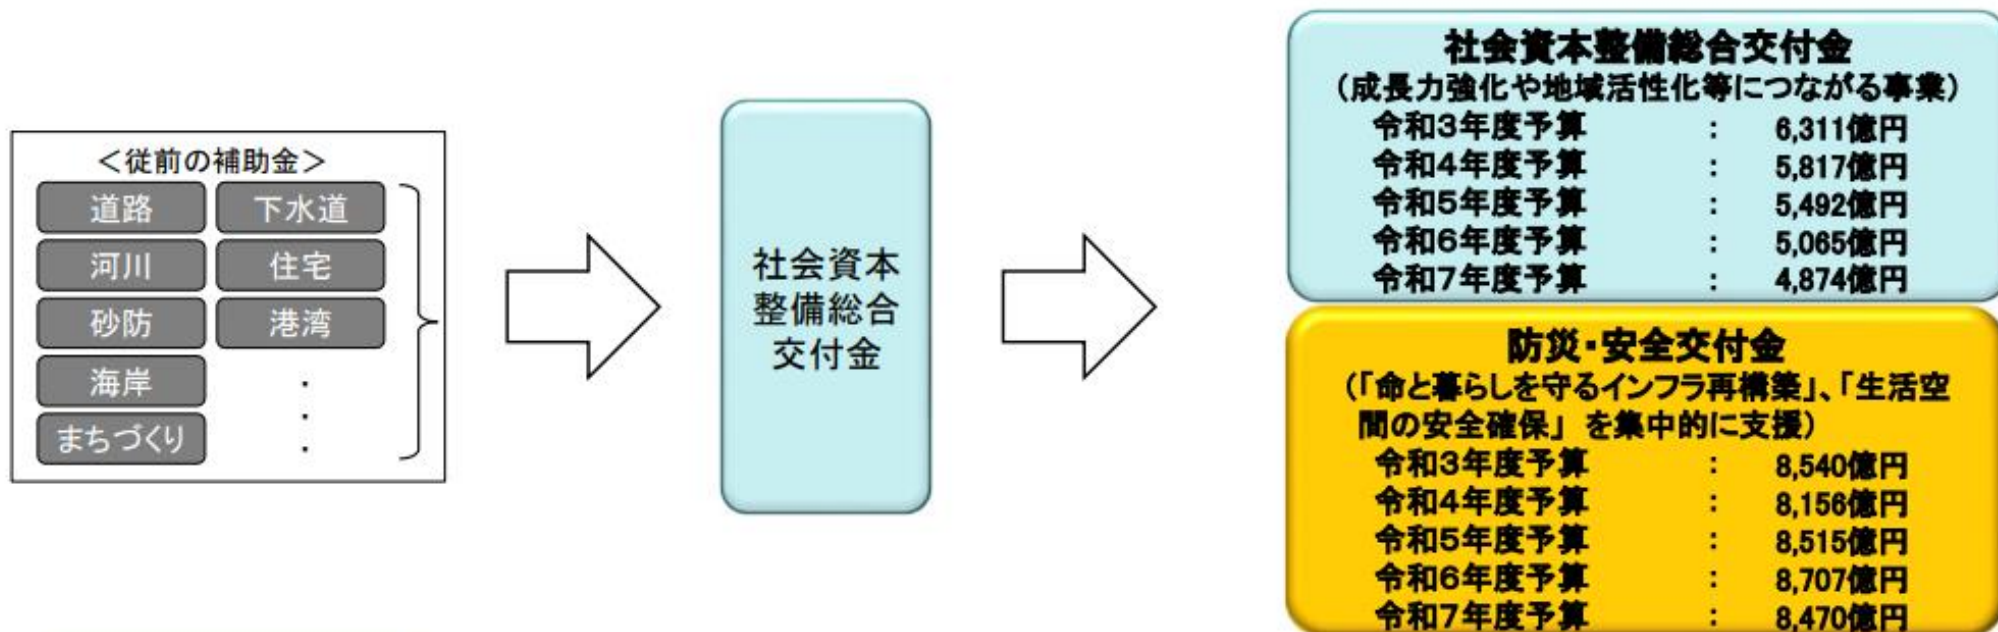 ＜従前の補助金＞
道路
下水道
河川
住宅
砂防
港湾
海岸
まちづくり
・
・
・
社会資本
整備総合
交付金
社会資本整備総合交付金
（成長力強化や地域活性化等につながる事業）
令和3年度予算 ： 6,311億円
令和4年度予算 ： 5,817億円
令和5年度予算 ： 5,492億円
令和6年度予算 ： 5,065億円
令和7年度予算 ： 4,874億円
防災・安全交付金
（「命と暮らしを守るインフラ再構築」、「生活空
間の安全確保」 を集中的に支援）
令和3年度予算 ： 8,540億円
令和4年度予算 ： 8,156億円
令和5年度予算 ： 8,515億円
令和6年度予算 ： 8,707億円
令和7年度予算 ： 8,470億円